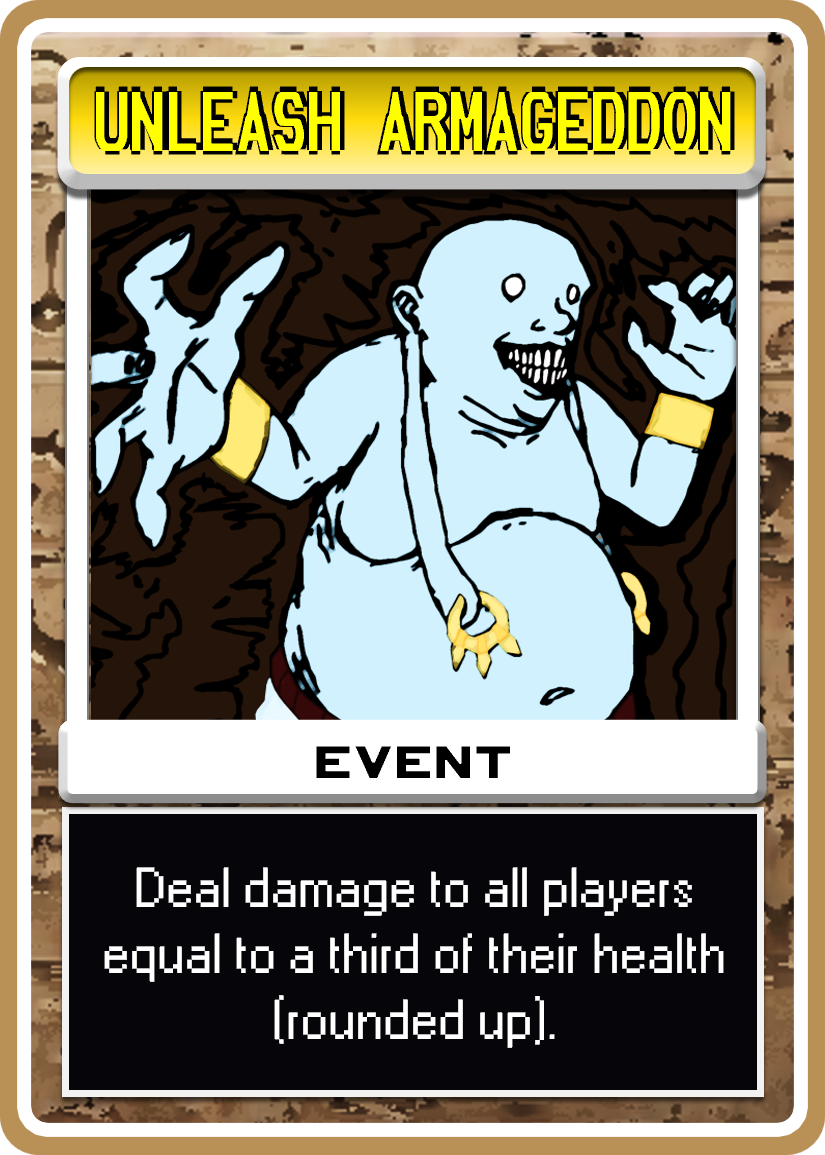 UNLEASH ARMAGEDDON
EVENT
Deal damage to all players
equal to a third of their health
(rounded up).